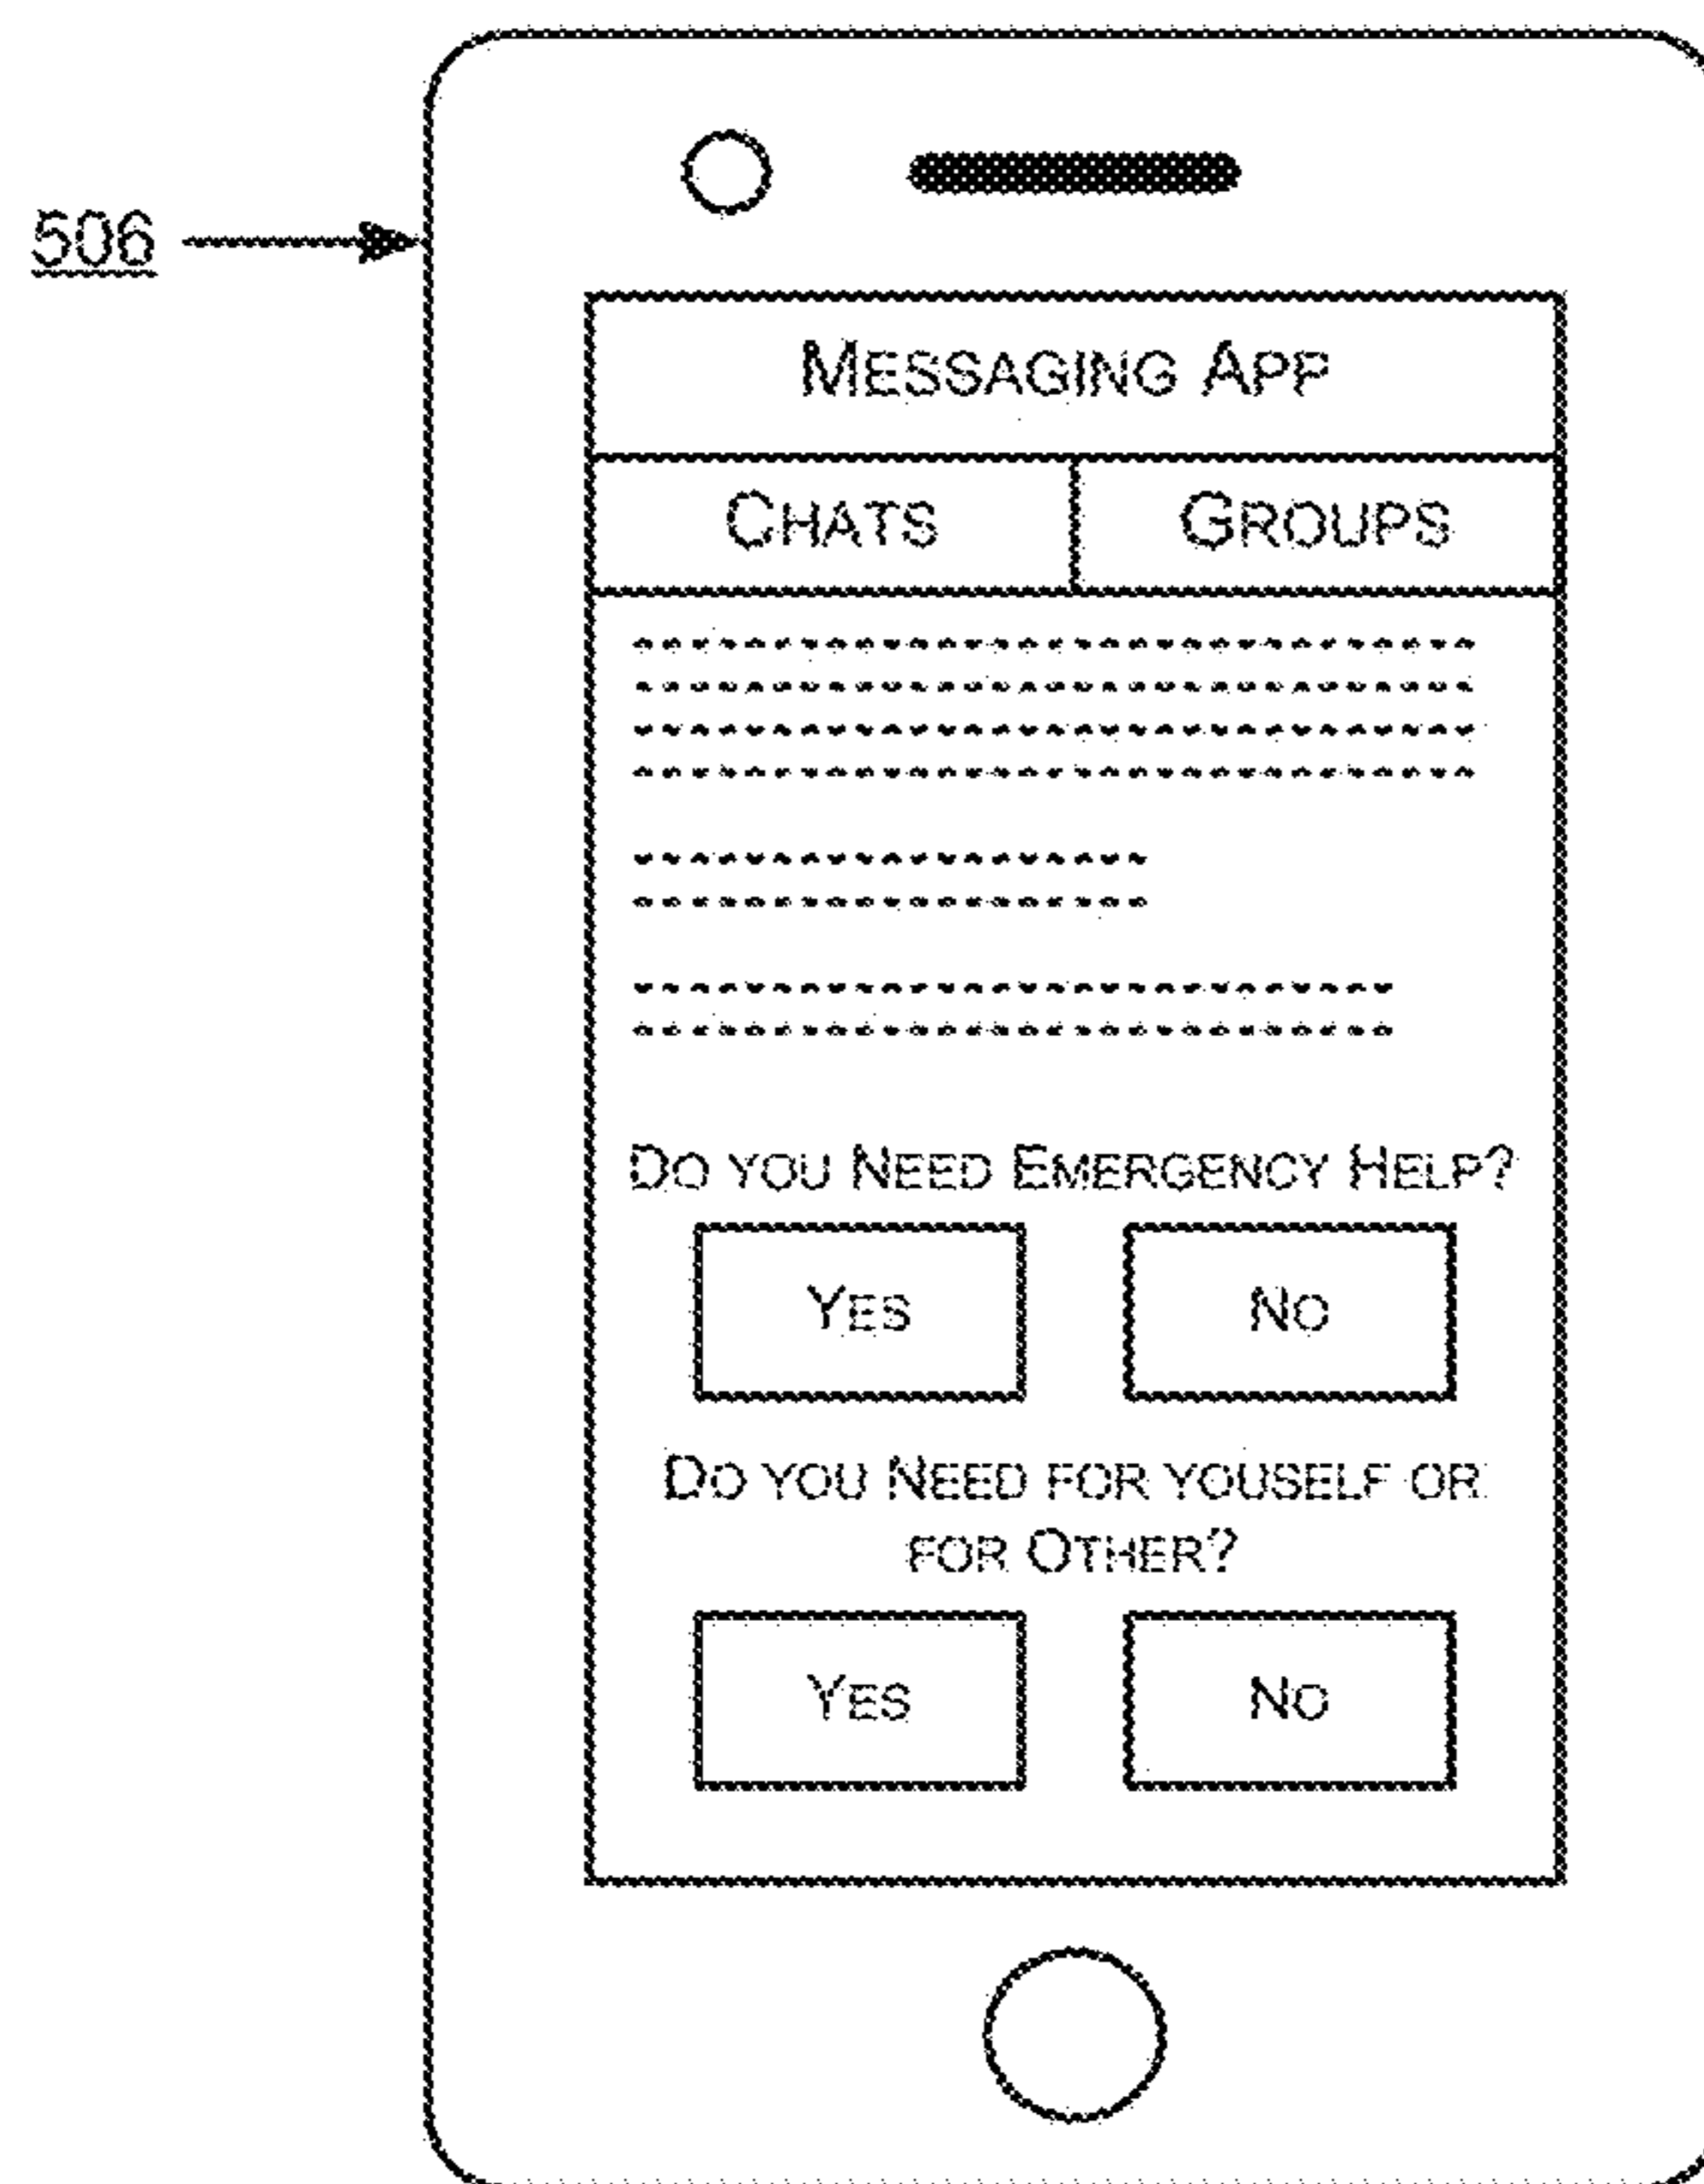 506
MESSAGING APP
CHATS GROUPS
DO YOU NEED EMERGENCY HELP?
YES NO
DO YOU NEED FOR YOUSELF OR
FOR OTHER?
YES NO